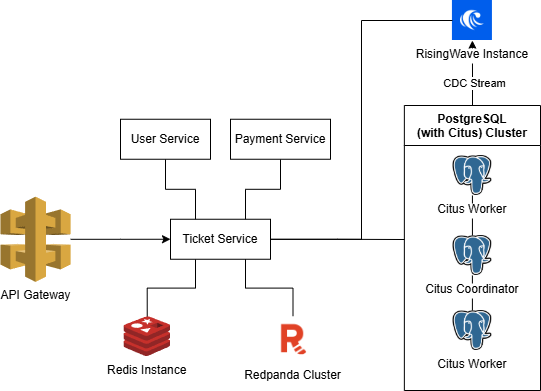 RisingWave Instance
CDC Stream
PostgreSQL
(with Citus) Cluster
User Service
Payment Service
Citus Worker
Ticket Service
API Gateway
Citus Coordinator
Redis Instance
Redpanda Cluster
Citus Worker